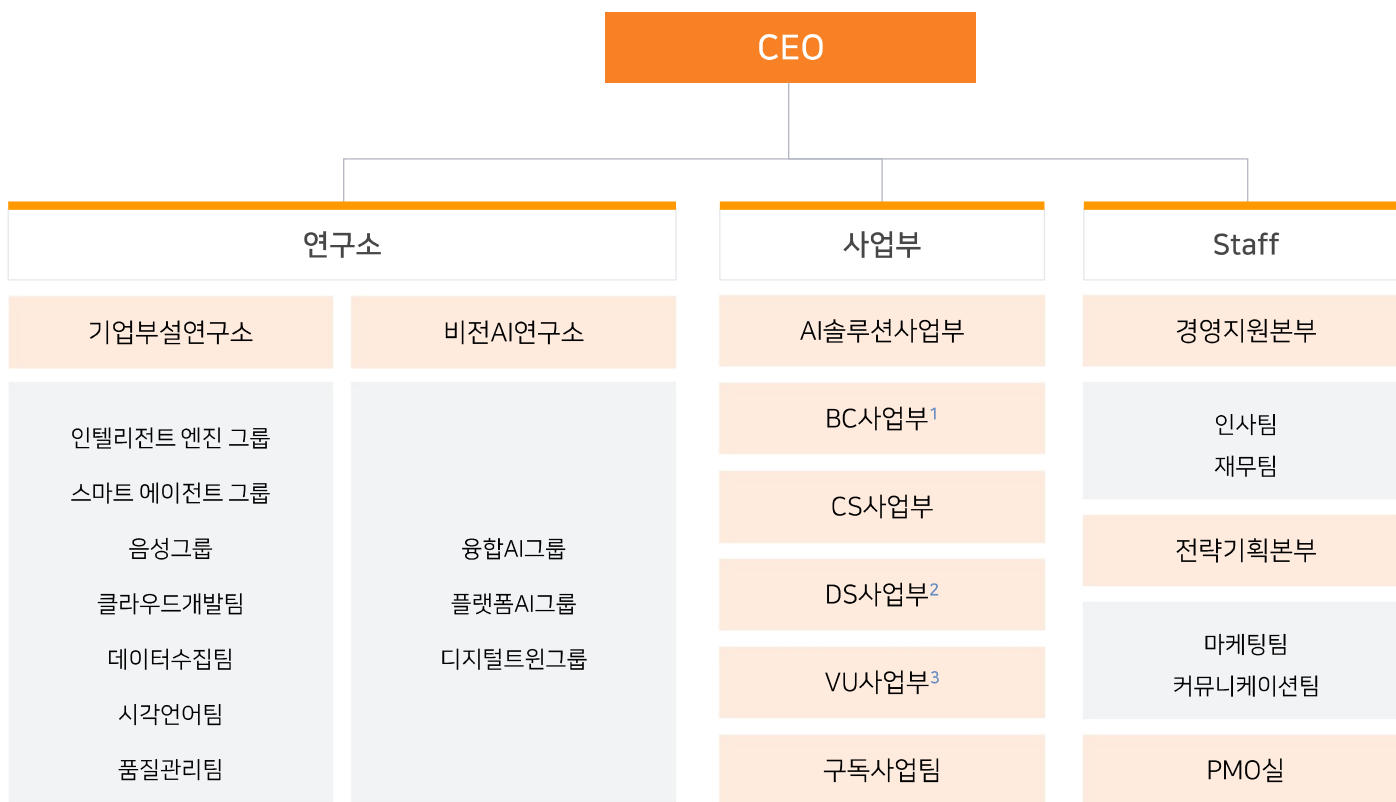 CEO
연구소
기업부설연구소
인텔리전트 엔진 그룹
스마트 에이전트 그룹
음성그룹
클라우드개발팀
데이터수집팀
시각언어팀
품질관리팀
비전AI연구소
융합AI그룹
플랫폼AI그룹
디지털트윈그룹
사업부
AI솔루션사업부
BC사업부1
CS사업부
DS사업부2
VU사업부3
구독사업팀
Staff
경영지원본부
인사팀
재무팀
전략기획본부
마케팅팀
커뮤니케이션팀
PMO실